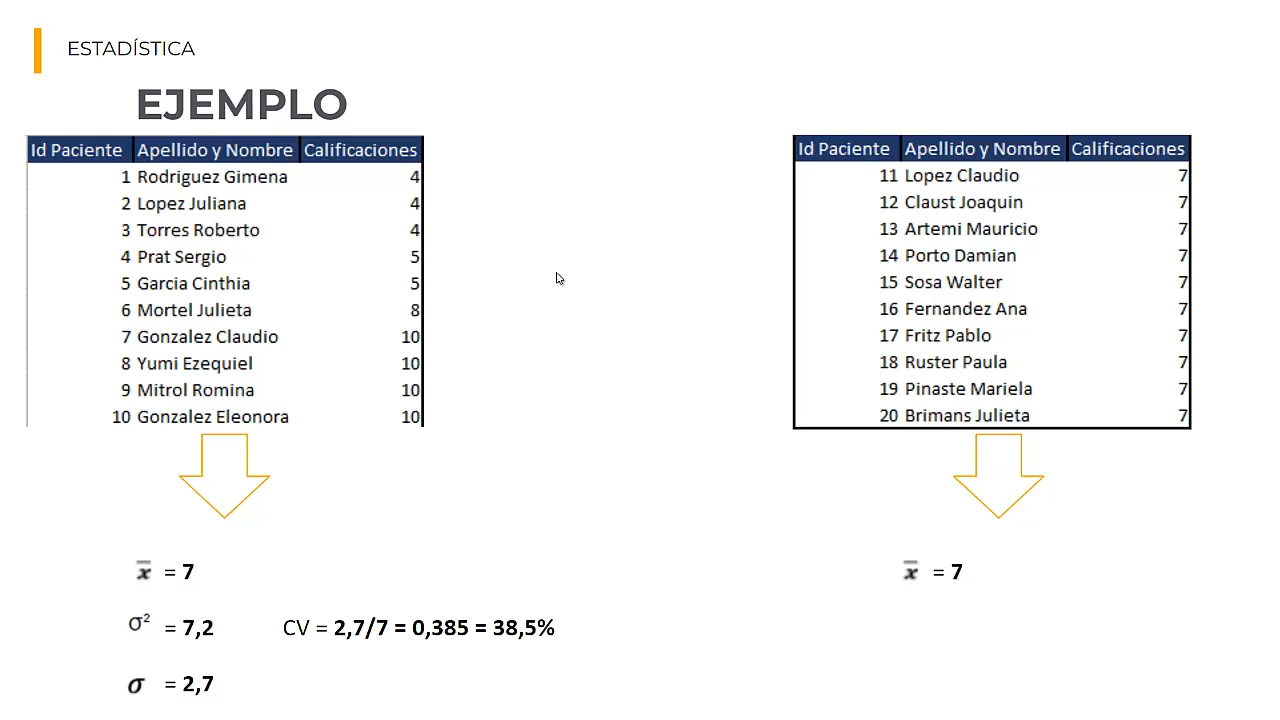 ESTADÍSTICA
EJEMPLO
Id Paciente Apellido y Nombre Calificaciones
1 Rodriguez Gimena 4
2 Lopez Juliana 4
3 Torres Roberto 4
4 Prat Sergio 5
5 Garcia Cinthia 5
6 Mortel Julieta 8
7 Gonzalez Claudio 10
8 Yumi Ezequiel 10
9 Mitrol Romina 10
10 Gonzalez Eleonora 10
Id Paciente Apellido y Nombre Calificaciones
11 Lopez Claudio 7
12 Claust Joaquin 7
13 Artemi Mauricio 7
14 Porto Damian 7
15 Sosa Walter 7
16 Fernandez Ana 7
17 Fritz Pablo 7
18 Ruster Paula 7
19 Pinaste Mariela 7
20 Brimans Julieta 7
x̄ = 7
σ² = 7,2
CV = 2,7/7 = 0,385 = 38,5%
σ = 2,7
x̄ = 7